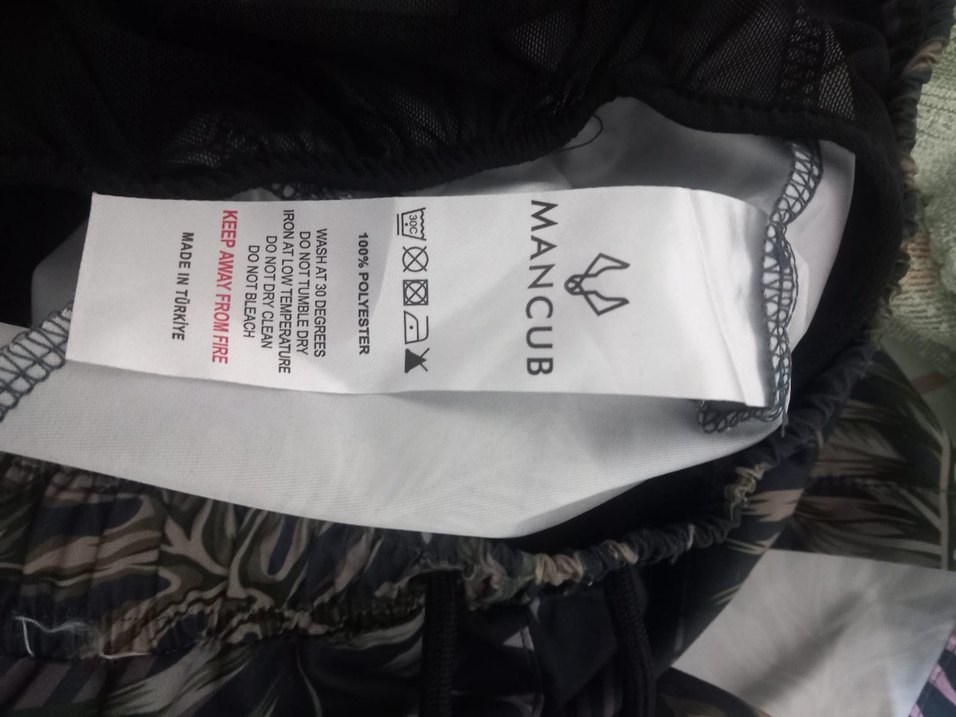 MANCUB
30C
100% POLYESTER
WASH AT 30 DEGREES
DO NOT TUMBLE DRY
IRON AT LOW TEMPERATURE
DO NOT DRY CLEAN
DO NOT BLEACH
KEEP AWAY FROM FIRE
MADE IN TÜRKİYE